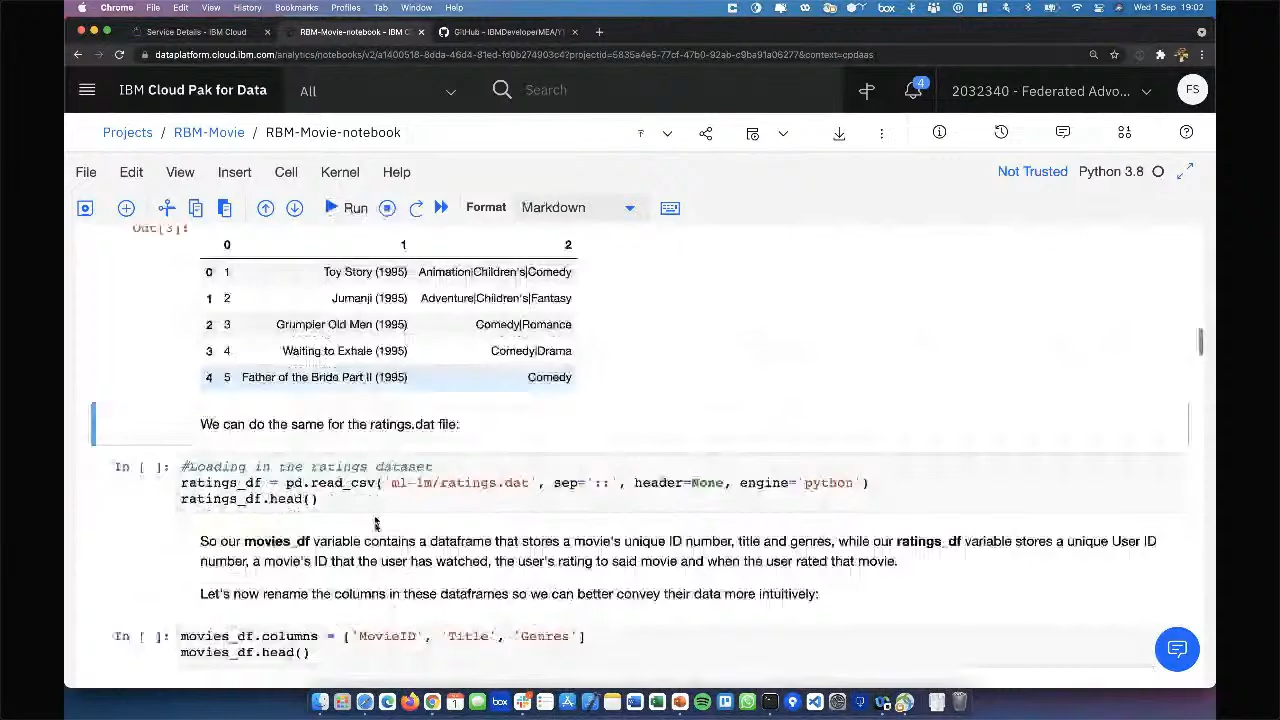 Chrome File Edit View History Bookmarks Profiles Tab Window Help
box
Wed 1 Sep 19:02
Service Details - IBM Cloud
RBM-Movie-notebook - IBM C
GitHub - IBMDeveloperMEA/Y
dataplatform.cloud.ibm.com/analytics/notebooks/v2/a1400518-8dda-46d4-81ed-fd0b274903c4?projectid=6835a4e5-77cf-47b0-92ab-c9ba91a06277&context=cpdaas
IBM Cloud Pak for Data
All
Search
4
2032340 - Federated Advo...
FS
Projects / RBM-Movie / RBM-Movie-notebook
File Edit View Insert Cell Kernel Help
Not Trusted
Python 3.8
Run
Format
Markdown
Out[3]:
0 1 2
0 1 Toy Story (1995) Animation|Children's|Comedy
1 2 Jumanji (1995) Adventure|Children's|Fantasy
2 3 Grumpier Old Men (1995) Comedy|Romance
3 4 Waiting to Exhale (1995) Comedy|Drama
4 5 Father of the Bride Part II (1995) Comedy
We can do the same for the ratings.dat file:
In [ ]: #Loading in the ratings dataset
ratings_df = pd.read_csv('ml-1m/ratings.dat', sep='::', header=None, engine='python')
ratings_df.head()
So our movies_df variable contains a dataframe that stores a movie's unique ID number, title and genres, while our ratings_df variable stores a unique User ID
number, a movie's ID that the user has watched, the user's rating to said movie and when the user rated that movie.
Let's now rename the columns in these dataframes so we can better convey their data more intuitively:
In [ ]: movies_df.columns = ['MovieID', 'Title', 'Genres']
movies_df.head()
box